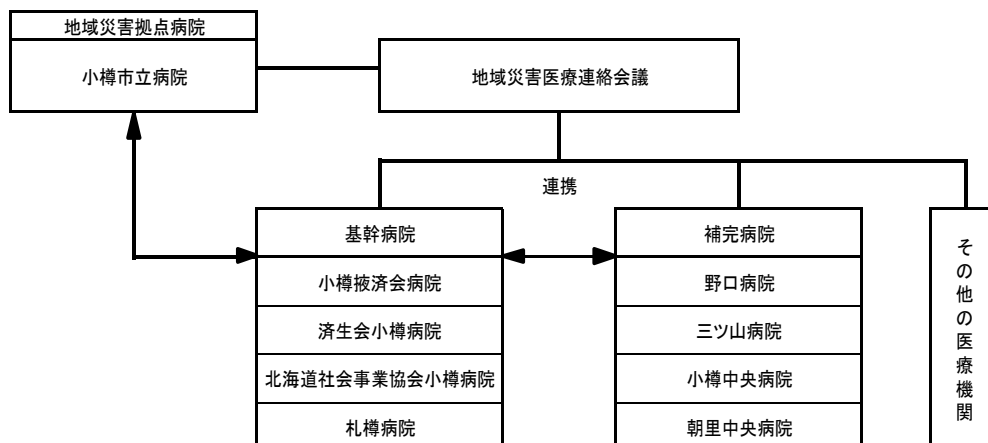 地域災害拠点病院
小樽市立病院
地域災害医療連絡会議
連携
基幹病院
小樽掖済会病院
済生会小樽病院
北海道社会事業協会小樽病院
札樽病院
補完病院
野口病院
三ツ山病院
小樽中央病院
朝里中央病院
その他の医療機関